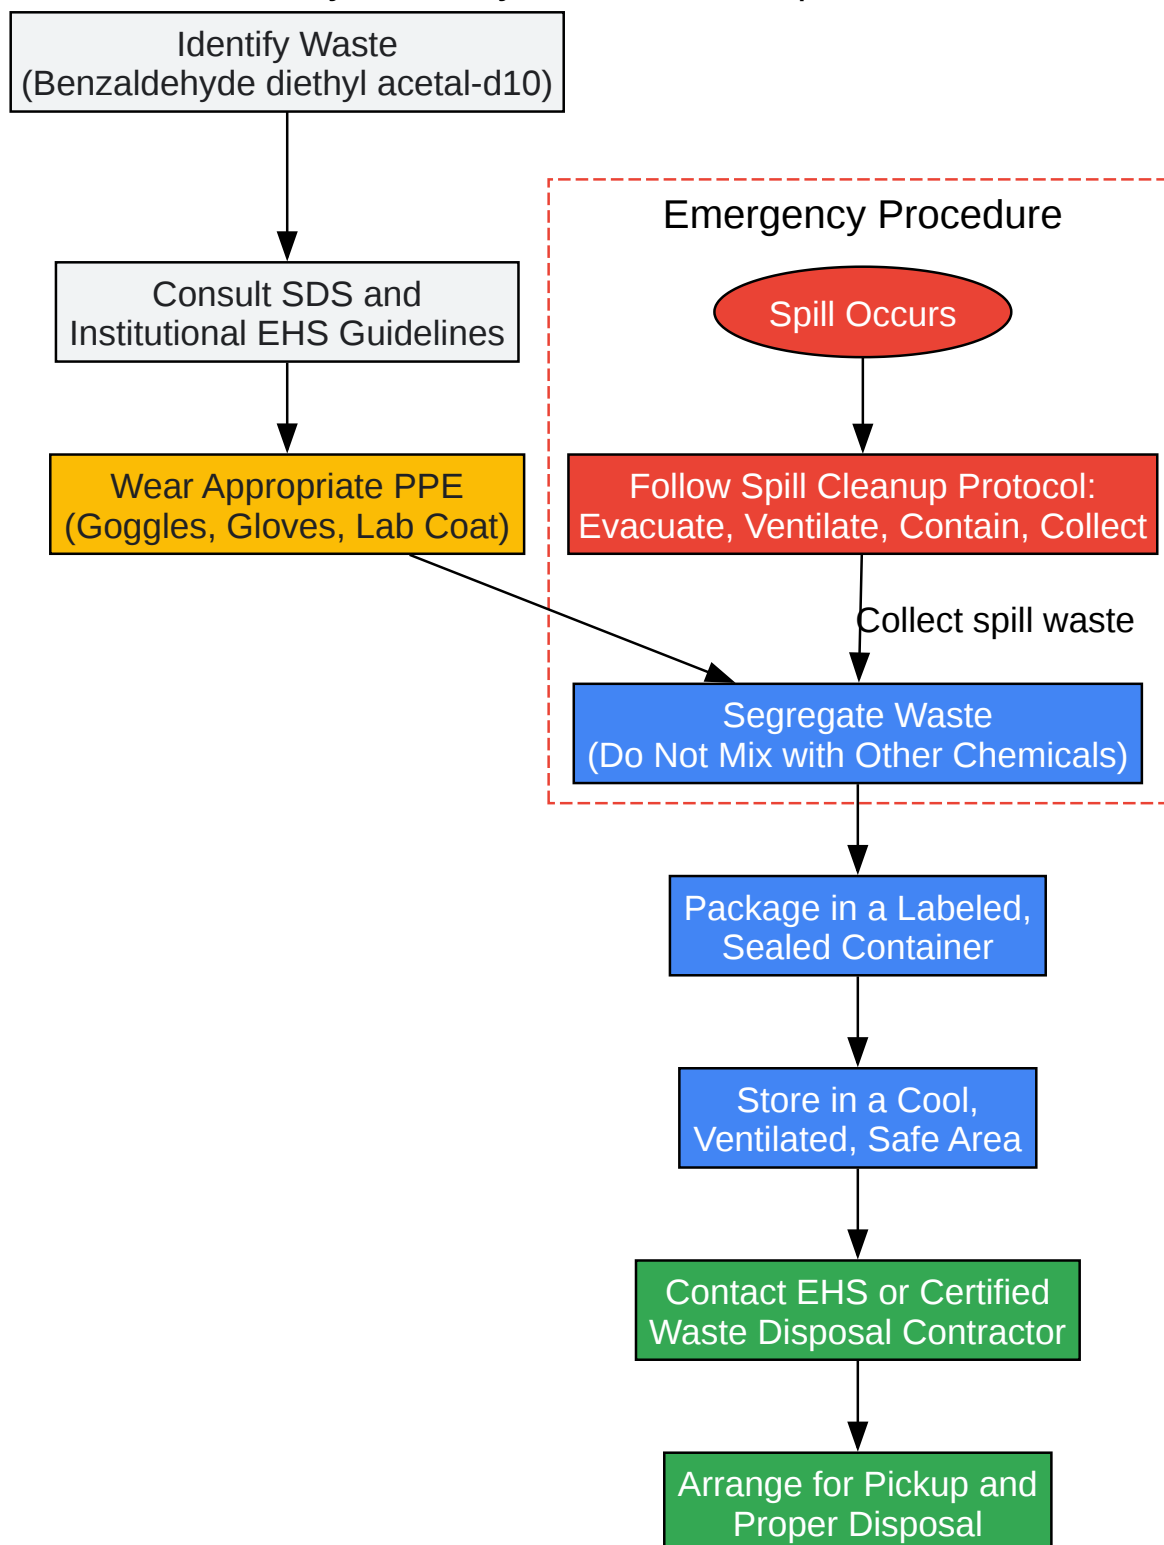 Identify Waste
(Benzaldehyde diethyl acetal-d10)
Consult SDS and
Institutional EHS Guidelines
Wear Appropriate PPE
(Goggles, Gloves, Lab Coat)
Emergency Procedure
Spill Occurs
Follow Spill Cleanup Protocol:
Evacuate, Ventilate, Contain, Collect
Collect spill waste
Segregate Waste
(Do Not Mix with Other Chemicals)
Package in a Labeled,
Sealed Container
Store in a Cool,
Ventilated, Safe Area
Contact EHS or Certified
Waste Disposal Contractor
Arrange for Pickup and
Proper Disposal